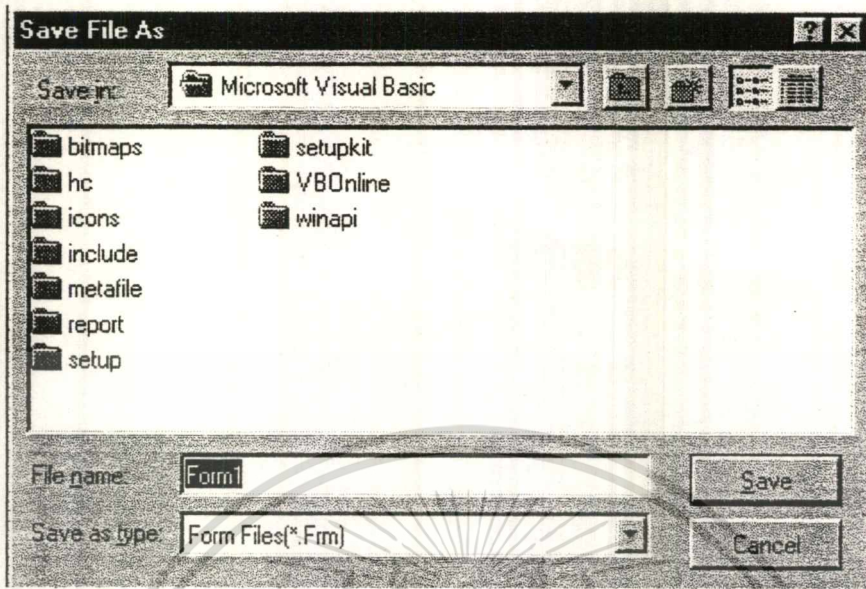 Save File As
Save in: Microsoft Visual Basic
bitmaps
hc
icons
include
metafile
report
setup
setupkit
VBOnline
winapi
File name: Form1
Save
Save as type: Form Files(*.Frm)
Cancel